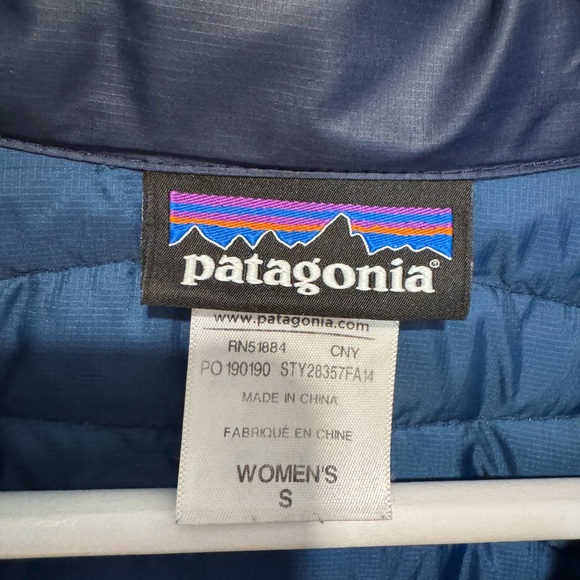 patagonia®
www.patagonia.com
RN51884 CNY
PO 190190 STY28357FA14
MADE IN CHINA
FABRIQUÉ EN CHINE
WOMEN'S
S